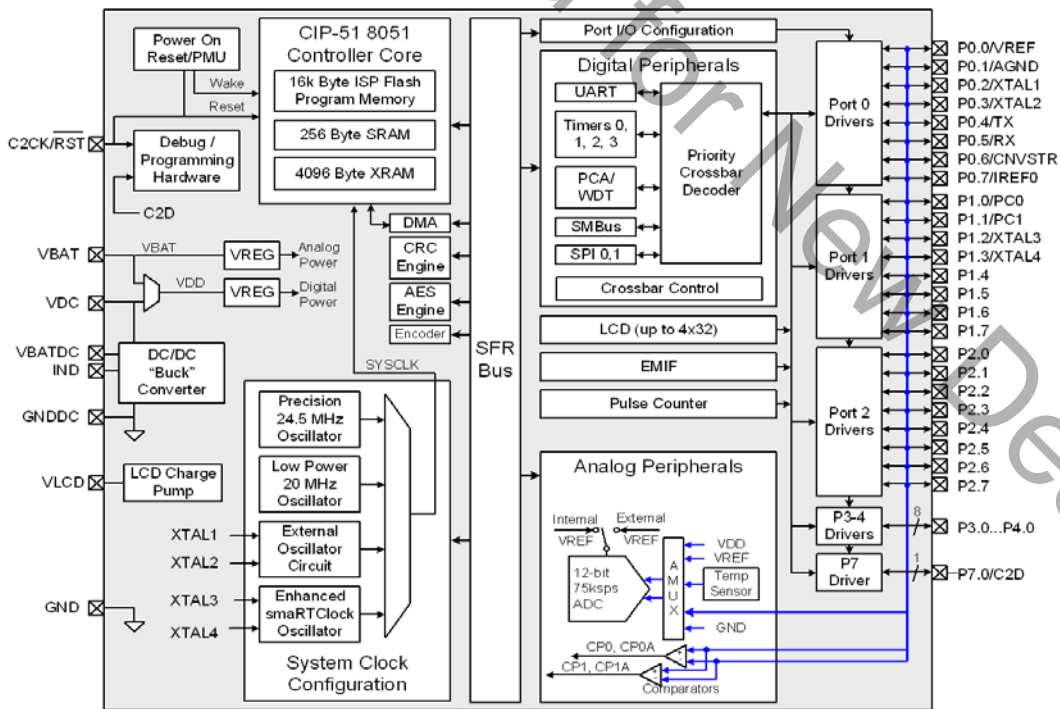 Power On
Reset/PMU
Wake
Reset
C2CK/RST
Debug /
Programming
Hardware
C2D
CIP-51 8051
Controller Core
16k Byte ISP Flash
Program Memory
256 Byte SRAM
4096 Byte XRAM
VBAT
VBAT
VREG
Analog
Power
VDC
VDD
VREG
Digital
Power
VBATDC
IND
DC/DC
"Buck"
Converter
GNDDC
VLCD
LCD Charge
Pump
GND
DMA
CRC
Engine
AES
Engine
Encoder
SYSCLK
Precision
24.5 MHz
Oscillator
Low Power
20 MHz
Oscillator
XTAL1
XTAL2
External
Oscillator
Circuit
XTAL3
XTAL4
Enhanced
smaRTClock
Oscillator
System Clock
Configuration
SFR
Bus
Port I/O Configuration
Digital Peripherals
UART
Timers 0,
1, 2, 3
PCA/
WDT
SMBus
SPI 0,1
Priority
Crossbar
Decoder
Crossbar Control
LCD (up to 4x32)
EMIF
Pulse Counter
Analog Peripherals
Internal
VREF
External
VREF
12-bit
75ksps
ADC
AMUX
VDD
VREF
Temp
Sensor
GND
CP0, CP0A
CP1, CP1A
+
-
+
-
Comparators
Port 0
Drivers
Port 1
Drivers
Port 2
Drivers
P3-4
Drivers
P7
Driver
P0.0/VREF
P0.1/AGND
P0.2/XTAL1
P0.3/XTAL2
P0.4/TX
P0.5/RX
P0.6/CNVSTR
P0.7/IREF0
P1.0/PC0
P1.1/PC1
P1.2/XTAL3
P1.3/XTAL4
P1.4
P1.5
P1.6
P1.7
P2.0
P2.1
P2.2
P2.3
P2.4
P2.5
P2.6
P2.7
8
P3.0...P4.0
1
P7.0/C2D
for New De